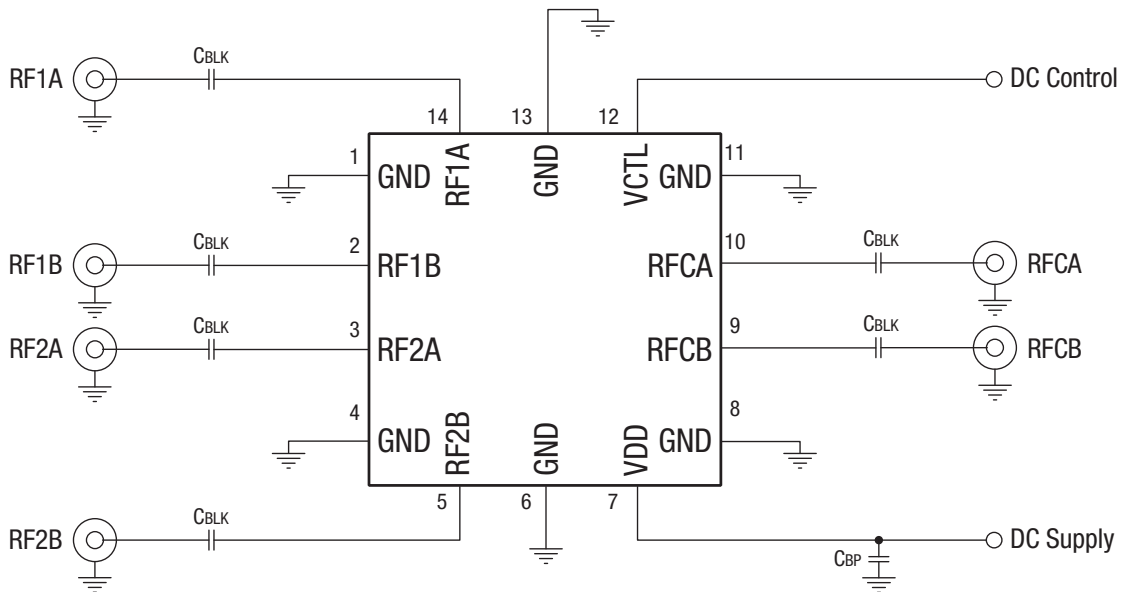 CBLK
RF1A
DC Control
14
13
12
1
GND
RF1A
GND
VCTL
GND
11
RF1B
CBLK
2
RF1B
RFCA
10
CBLK
RFCA
RF2A
CBLK
3
RF2A
RFCB
9
CBLK
RFCB
4
GND
RF2B
GND
VDD
GND
8
5
6
7
RF2B
CBLK
CBP
DC Supply